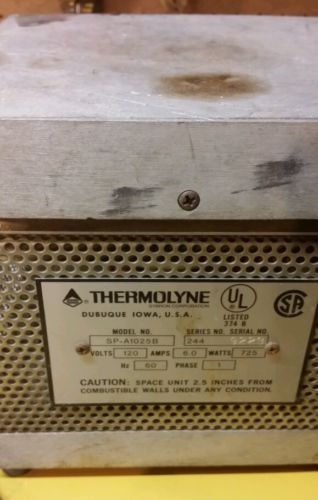 THERMOLYNE
SYBRON CORPORATION
DUBUQUE IOWA, U.S.A.
UL
LISTED
374 B
SA
MODEL NO. SERIES NO. SERIAL NO.
SP-A1025B 244
VOLTS 120 AMPS 6.0 WATTS 725
Hz 60 PHASE 1
CAUTION: SPACE UNIT 2.5 INCHES FROM
COMBUSTIBLE WALLS UNDER ANY CONDITION.